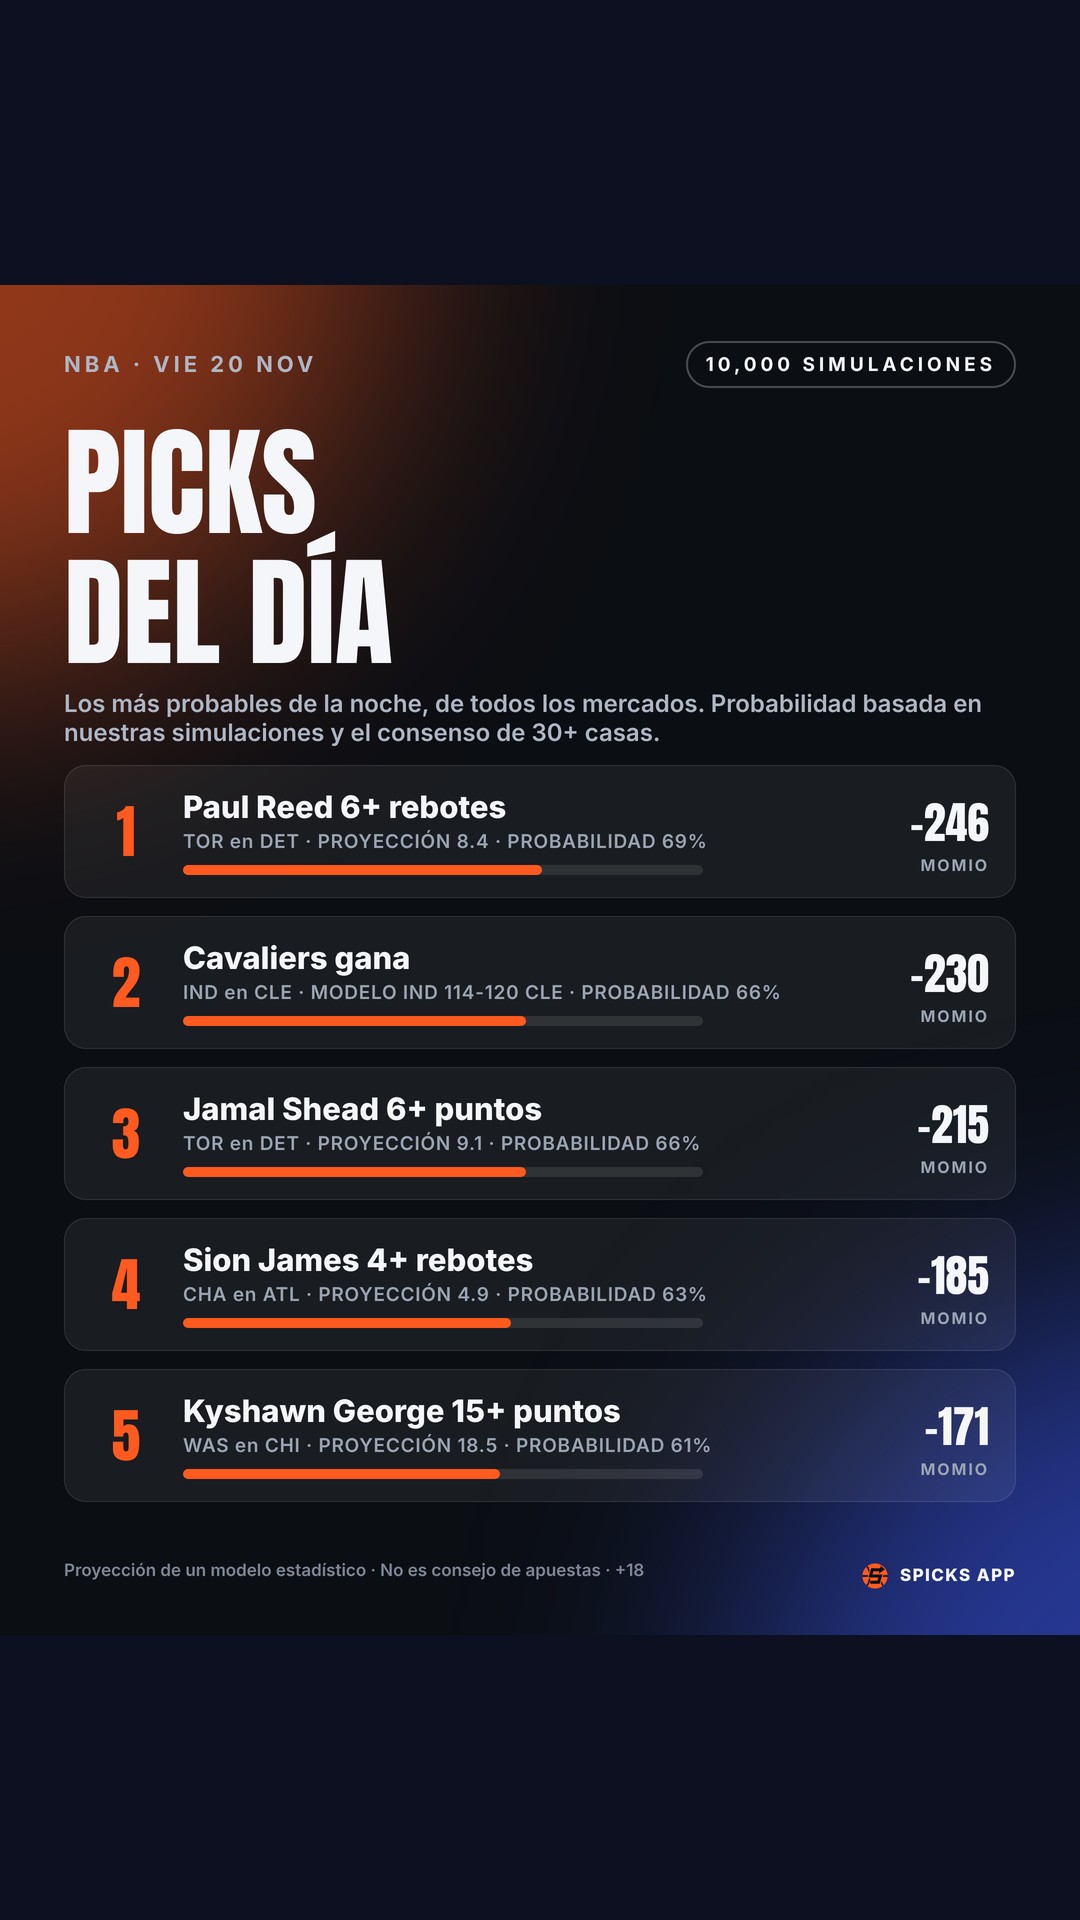 NBA · VIE 20 NOV
10,000 SIMULACIONES
PICKS
DEL DÍA
Los más probables de la noche, de todos los mercados. Probabilidad basada en
nuestras simulaciones y el consenso de 30+ casas.
1
Paul Reed 6+ rebotes
TOR en DET · PROYECCIÓN 8.4 · PROBABILIDAD 69%
-246
MOMIO
2
Cavaliers gana
IND en CLE · MODELO IND 114-120 CLE · PROBABILIDAD 66%
-230
MOMIO
3
Jamal Shead 6+ puntos
TOR en DET · PROYECCIÓN 9.1 · PROBABILIDAD 66%
-215
MOMIO
4
Sion James 4+ rebotes
CHA en ATL · PROYECCIÓN 4.9 · PROBABILIDAD 63%
-185
MOMIO
5
Kyshawn George 15+ puntos
WAS en CHI · PROYECCIÓN 18.5 · PROBABILIDAD 61%
-171
MOMIO
Proyección de un modelo estadístico · No es consejo de apuestas · +18
SPICKS APP